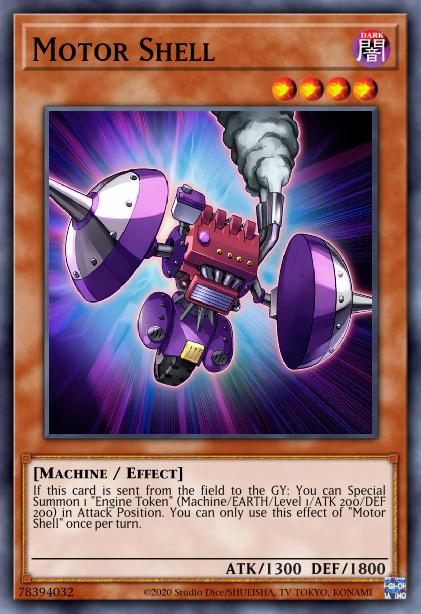 MOTOR SHELL
DARK
闇
[MACHINE / EFFECT]
If this card is sent from the field to the GY: You can Special
Summon 1 "Engine Token" (Machine/EARTH/Level 1/ATK 200/DEF
200) in Attack Position. You can only use this effect of "Motor
Shell" once per turn.
ATK/1300 DEF/1800
78394032 ©2020 Studio Dice/SHUEISHA, TV TOKYO, KONAMI